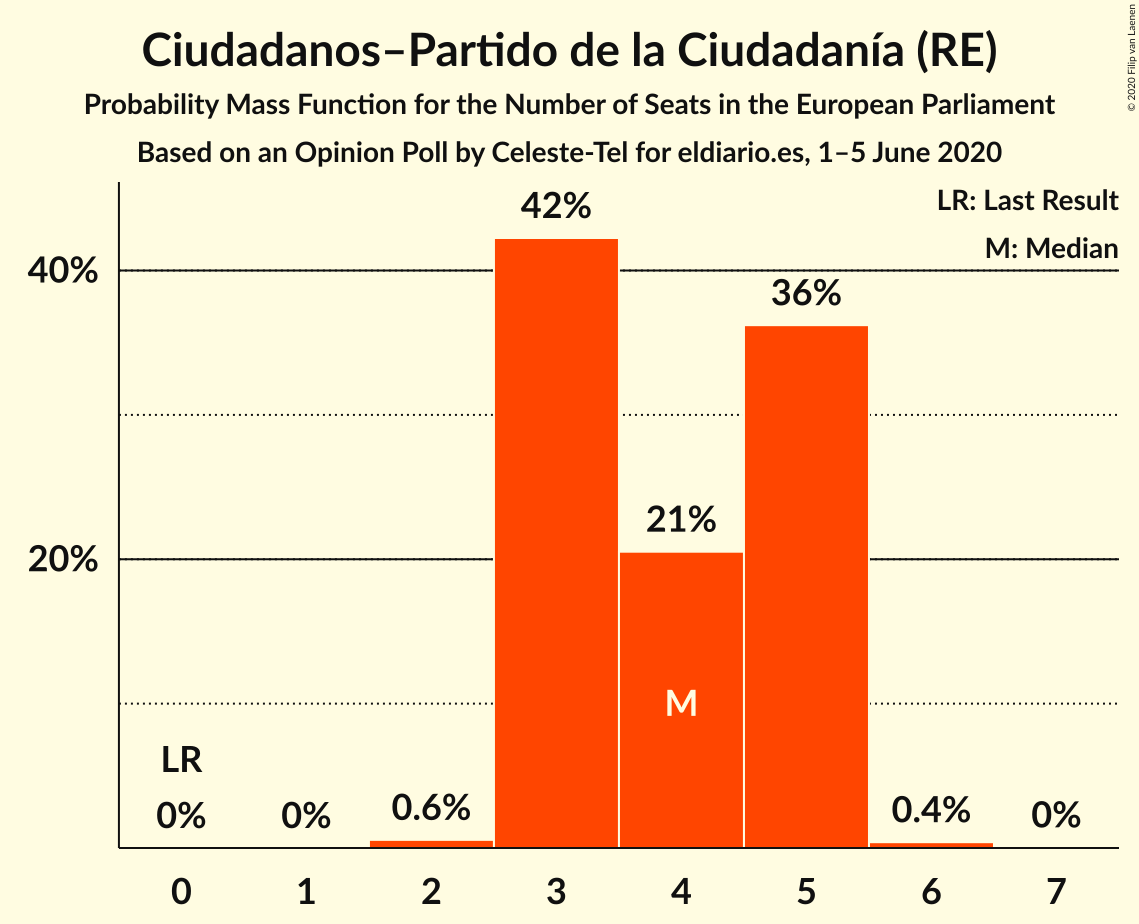 Ciudadanos–Partido de la Ciudadanía (RE)
Probability Mass Function for the Number of Seats in the European Parliament
Based on an Opinion Poll by Celeste-Tel for eldiario.es, 1–5 June 2020
© 2020 Filip van Laenen
LR: Last Result
M: Median
42%
40%
36%
21%
20%
M
LR
0%
0%
0.6%
0.4%
0%
0 1 2 3 4 5 6 7